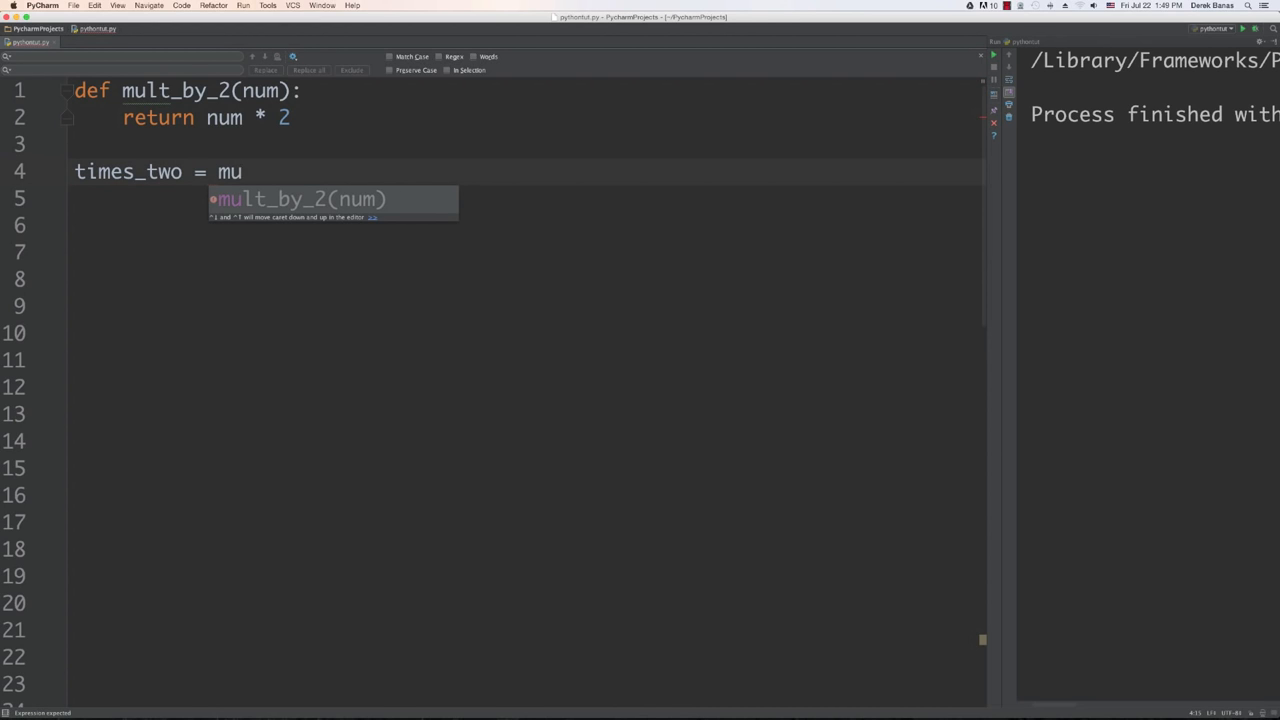 PyCharm File Edit View Navigate Code Refactor Run Tools VCS Window Help 10 Fri Jul 22 1:49 PM Derek Banas
pythontut.py - PycharmProjects - [~/PycharmProjects]
PycharmProjects pythontut.py pythontut
pythontut.py Run pythontut
Match Case Regex Words
Replace Replace all Exclude Preserve Case In Selection
/Library/Frameworks/P
Process finished with
1 def mult_by_2(num):
2 return num * 2
3
4 times_two = mu
5 mult_by_2(num)
^↓ and ^↑ will move caret down and up in the editor >>
6
7
8
9
10
11
12
13
14
15
16
17
18
19
20
21
22
23
24
Expression expected 4:15 LF÷ UTF-8÷